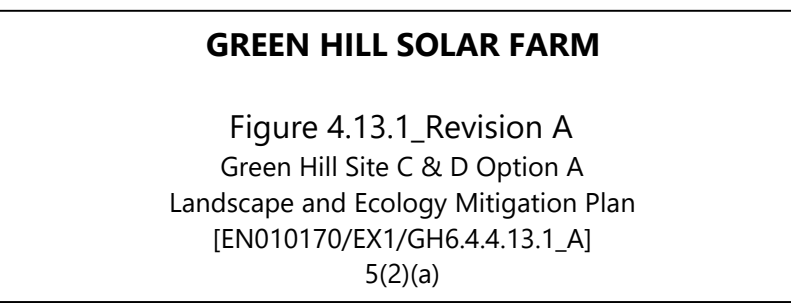 GREEN HILL SOLAR FARM
Figure 4.13.1_Revision A
Green Hill Site C & D Option A
Landscape and Ecology Mitigation Plan
[EN010170/EX1/GH6.4.4.13.1_A]
5(2)(a)